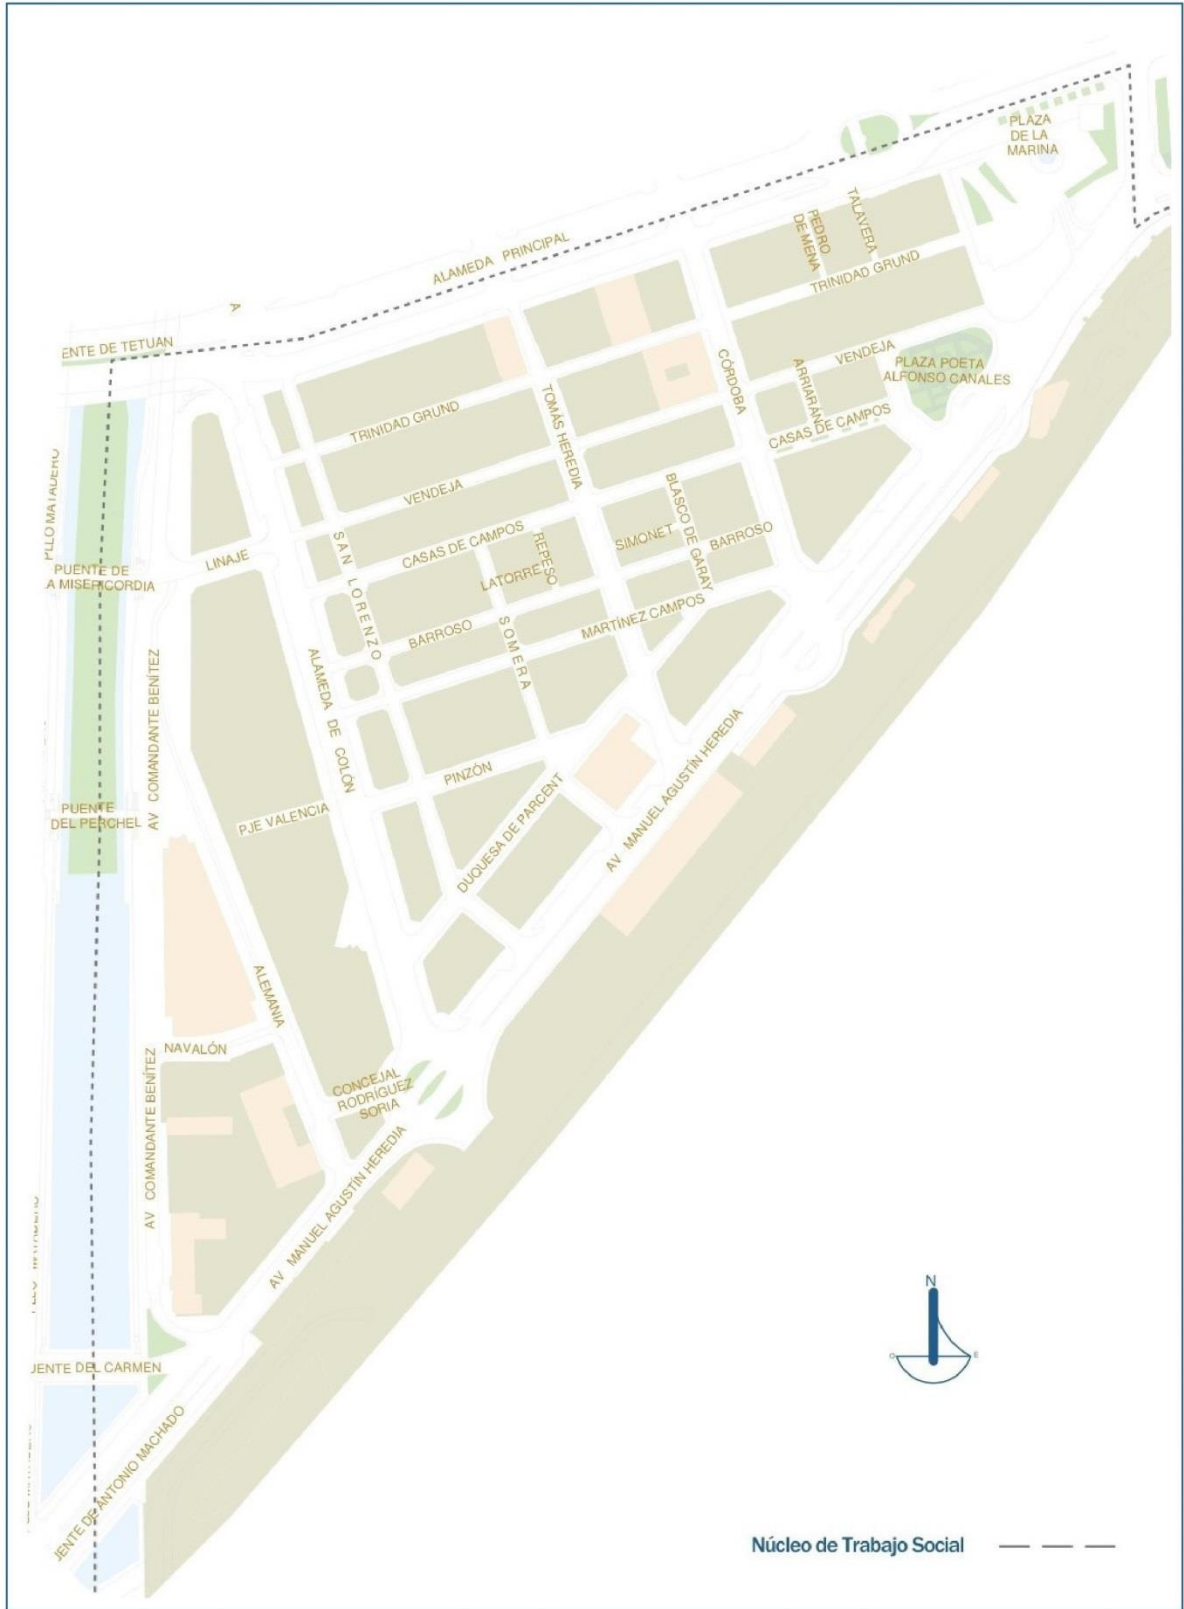 PLAZA
DE LA
MARINA
TALAVERA
PEDRO
DE MENA
ALAMEDA PRINCIPAL
TRINIDAD GRUND
A
ENTE DE TETUAN
VENDEJA
CÓRDOBA
PLAZA POETA
ALFONSO CANALES
ARRIARÁN
TOMÁS HEREDIA
TRINIDAD GRUND
CASAS DE CAMPOS
PLLO MATADERO
VENDEJA
BLASCO DE GARAY
SAN LORENZO
CASAS DE CAMPOS
REPESO
SIMONET
BARROSO
LINAJE
PUENTE DE
A MISERICORDIA
LATORRE
BARROSO
SOMERA
MARTÍNEZ CAMPOS
ALAMEDA DE COLÓN
AV COMANDANTE BENÍTEZ
PINZÓN
AV MANUEL AGUSTÍN HEREDIA
PUENTE
DEL PERCHEL
PJE VALENCIA
DUQUESA DE PARCENT
ALEMANIA
NAVALÓN
AV COMANDANTE BENÍTEZ
CONCEJAL
RODRÍGUEZ
SORIA
AV MANUEL AGUSTÍN HEREDIA
N
O
E
JENTE DEL CARMEN
JENTE DE ANTONIO MACHADO
Núcleo de Trabajo Social